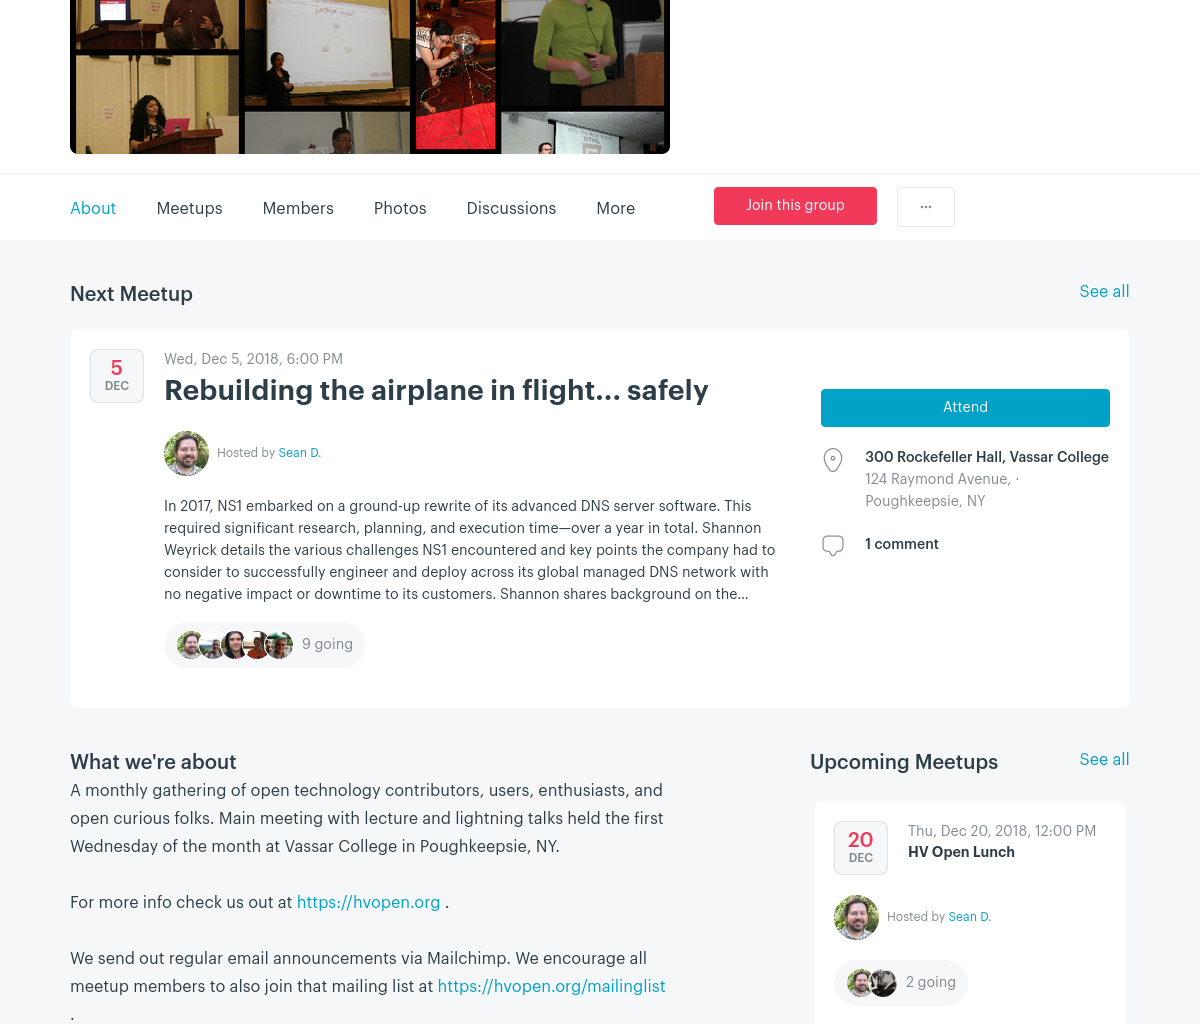 About
Meetups
Members
Photos
Discussions
More
Join this group
...
Next Meetup
See all
5
DEC
Wed, Dec 5, 2018, 6:00 PM
Rebuilding the airplane in flight... safely
Hosted by Sean D.
In 2017, NS1 embarked on a ground-up rewrite of its advanced DNS server software. This
required significant research, planning, and execution time—over a year in total. Shannon
Weyrick details the various challenges NS1 encountered and key points the company had to
consider to successfully engineer and deploy across its global managed DNS network with
no negative impact or downtime to its customers. Shannon shares background on the…
9 going
Attend
300 Rockefeller Hall, Vassar College
124 Raymond Avenue, ·
Poughkeepsie, NY
1 comment
What we're about
A monthly gathering of open technology contributors, users, enthusiasts, and
open curious folks. Main meeting with lecture and lightning talks held the first
Wednesday of the month at Vassar College in Poughkeepsie, NY.
For more info check us out at https://hvopen.org .
We send out regular email announcements via Mailchimp. We encourage all
meetup members to also join that mailing list at https://hvopen.org/mailinglist
.
Upcoming Meetups
See all
20
DEC
Thu, Dec 20, 2018, 12:00 PM
HV Open Lunch
Hosted by Sean D.
2 going